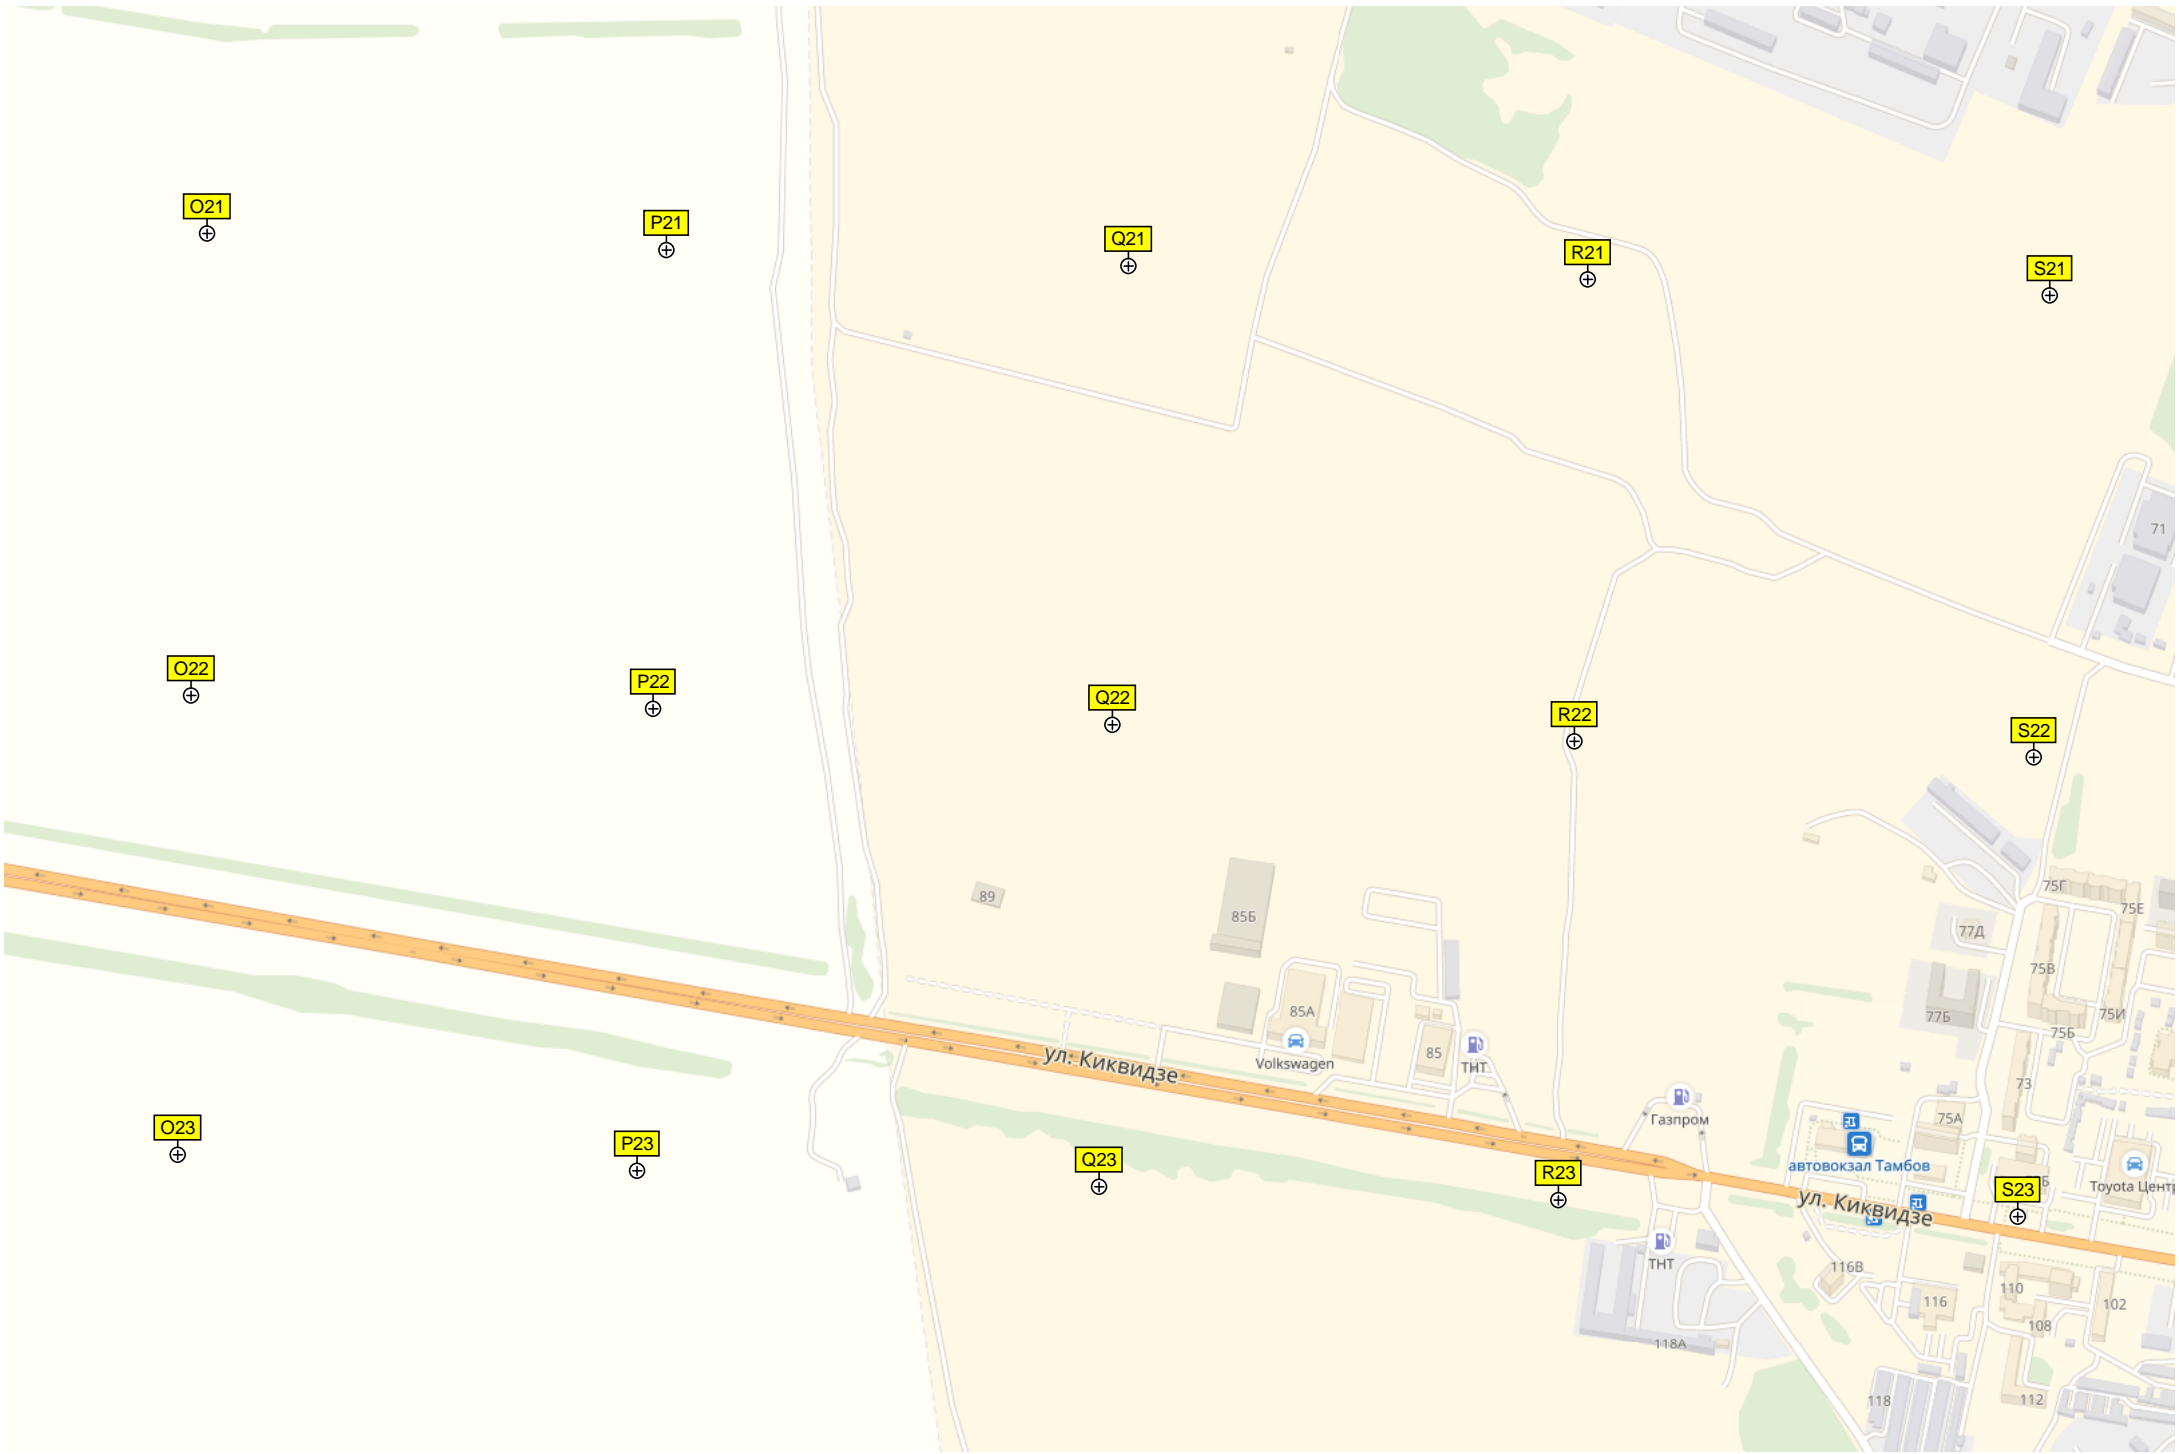 O21
P21
Q21
R21
S21
71
O22
P22
Q22
R22
S22
89
85Б
85А
Volkswagen
85
ТНТ
ул. Киквидзе
75Г
75Е
77Д
75В
77Б
75И
75Б
73
75А
Газпром
автовокзал Тамбов
O23
P23
Q23
R23
S23
Toyota Центр
ул. Киквидзе
ТНТ
116В
110
116
102
108
118А
118
112